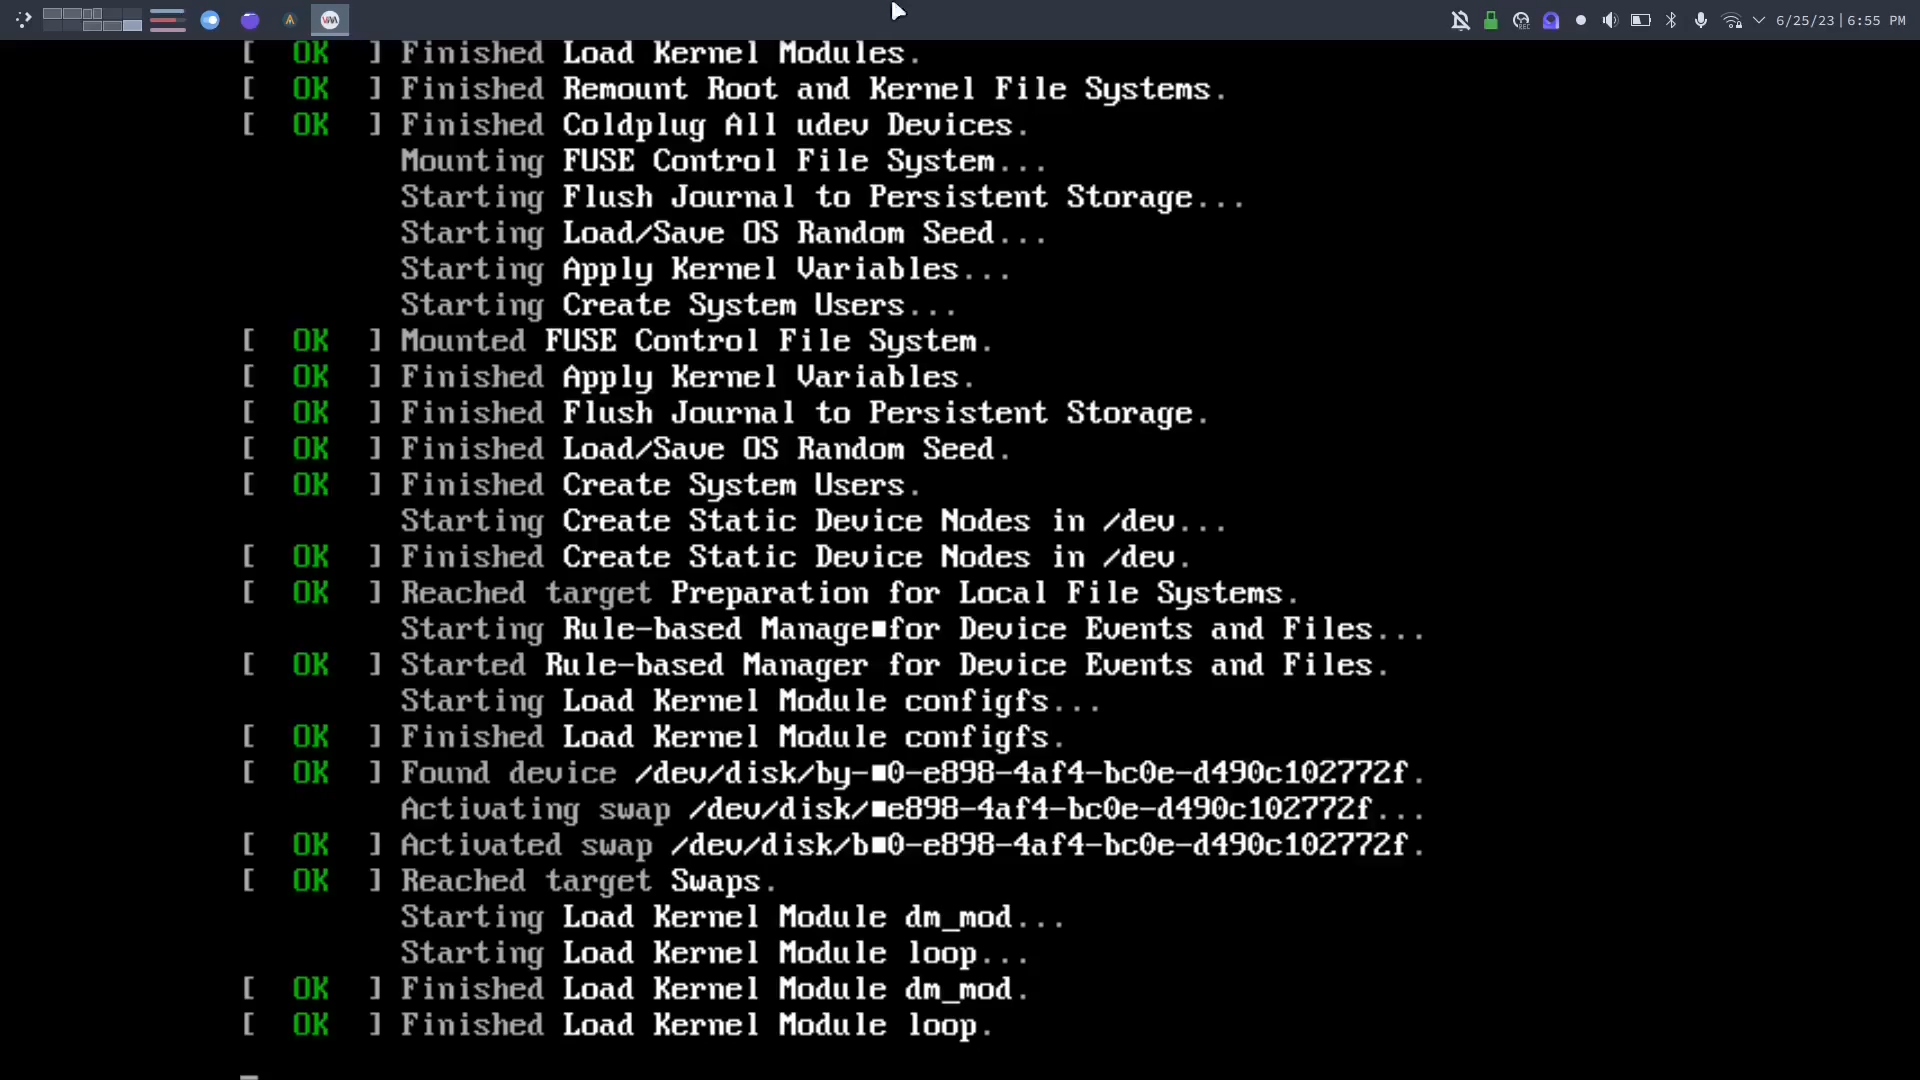 6/25/23 | 6:55 PM
[ OK ] Finished Load Kernel Modules.
[ OK ] Finished Remount Root and Kernel File Systems.
[ OK ] Finished Coldplug All udev Devices.
Mounting FUSE Control File System...
Starting Flush Journal to Persistent Storage...
Starting Load/Save OS Random Seed...
Starting Apply Kernel Variables...
Starting Create System Users...
[ OK ] Mounted FUSE Control File System.
[ OK ] Finished Apply Kernel Variables.
[ OK ] Finished Flush Journal to Persistent Storage.
[ OK ] Finished Load/Save OS Random Seed.
[ OK ] Finished Create System Users.
Starting Create Static Device Nodes in /dev...
[ OK ] Finished Create Static Device Nodes in /dev.
[ OK ] Reached target Preparation for Local File Systems.
Starting Rule-based Manage■for Device Events and Files...
[ OK ] Started Rule-based Manager for Device Events and Files.
Starting Load Kernel Module configfs...
[ OK ] Finished Load Kernel Module configfs.
[ OK ] Found device /dev/disk/by-■0-e898-4af4-bc0e-d490c102772f.
Activating swap /dev/disk/■e898-4af4-bc0e-d490c102772f...
[ OK ] Activated swap /dev/disk/b■0-e898-4af4-bc0e-d490c102772f.
[ OK ] Reached target Swaps.
Starting Load Kernel Module dm_mod...
Starting Load Kernel Module loop...
[ OK ] Finished Load Kernel Module dm_mod.
[ OK ] Finished Load Kernel Module loop.